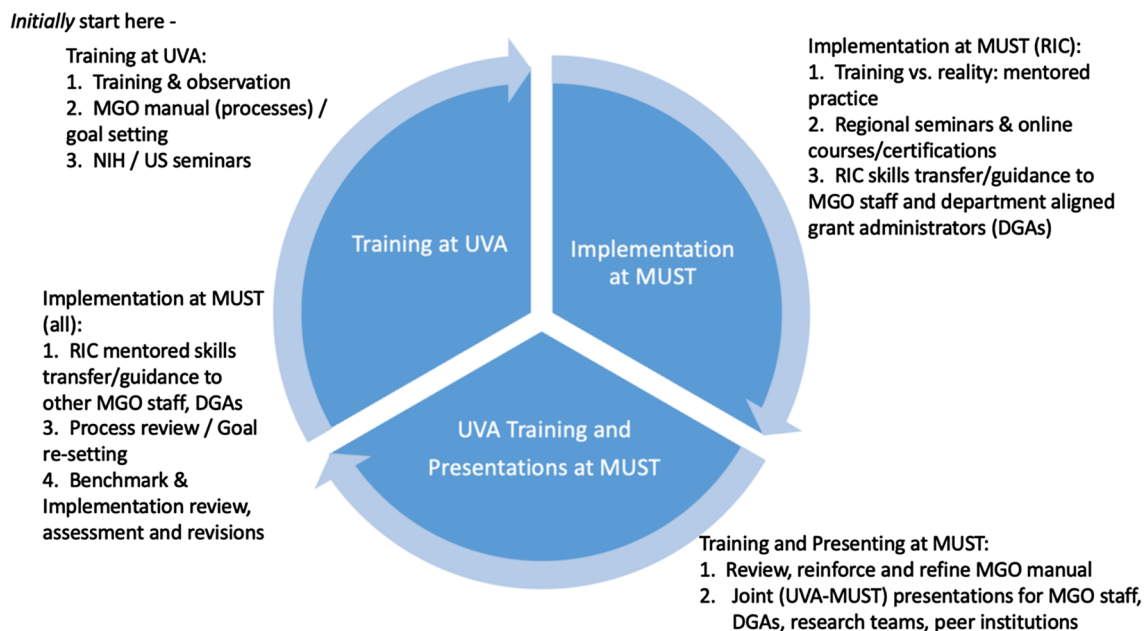 Initially start here -
Training at UVA:
1. Training & observation
2. MGO manual (processes) /
goal setting
3. NIH / US seminars
Implementation at MUST (RIC):
1. Training vs. reality: mentored
practice
2. Regional seminars & online
courses/certifications
3. RIC skills transfer/guidance to
MGO staff and department aligned
grant administrators (DGAs)
Training at UVA
Implementation
at MUST
UVA Training and
Presentations at MUST
Implementation at MUST
(all):
1. RIC mentored skills
transfer/guidance to
other MGO staff, DGAs
3. Process review / Goal
re-setting
4. Benchmark &
Implementation review,
assessment and revisions
Training and Presenting at MUST:
1. Review, reinforce and refine MGO manual
2. Joint (UVA-MUST) presentations for MGO staff,
DGAs, research teams, peer institutions